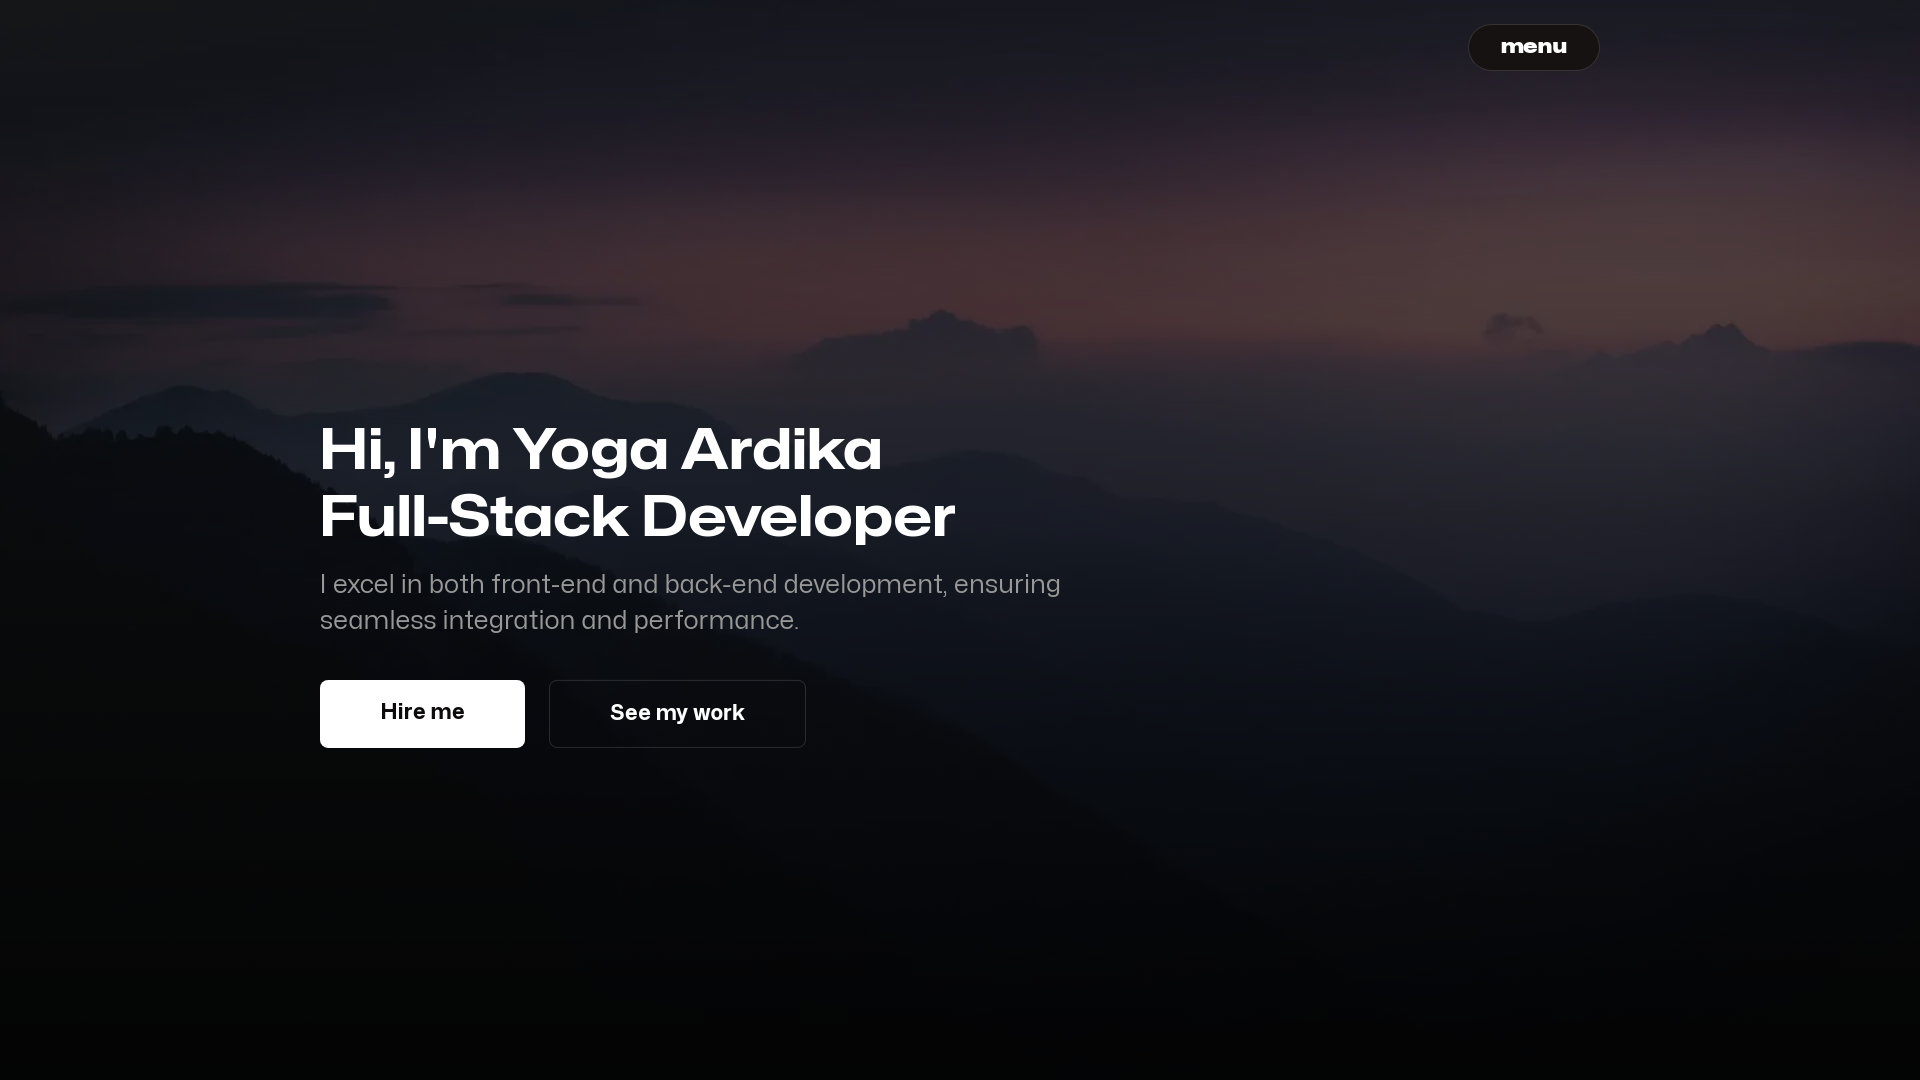 menu
Hi, I'm Yoga Ardika
Full-Stack Developer
I excel in both front-end and back-end development, ensuring
seamless integration and performance.
Hire me
See my work